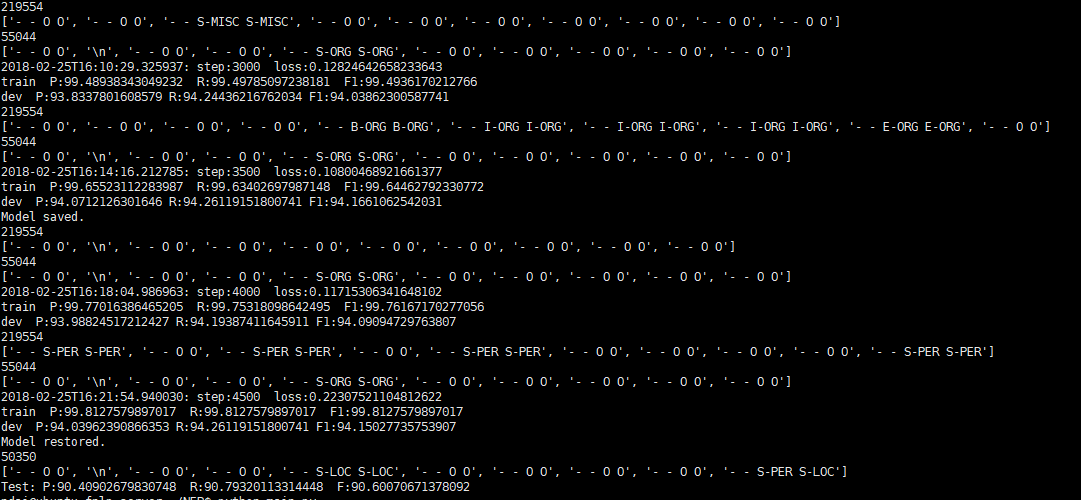 219554
['- - O O', '- - O O', '- - S-MISC S-MISC', '- - O O', '- - O O', '- - O O', '- - O O', '- - O O', '- - O O', '- - O O']
55044
['- - O O', '\n', '- - O O', '- - O O', '- - S-ORG S-ORG', '- - O O', '- - O O', '- - O O', '- - O O', '- - O O']
2018-02-25T16:10:29.325937: step:3000  loss:0.12824642658233643
train  P:99.48938343049232  R:99.49785097238181  F1:99.4936170212766
dev  P:93.8337801608579 R:94.24436216762034 F1:94.03862300587741
219554
['- - O O', '- - O O', '- - O O', '- - O O', '- - B-ORG B-ORG', '- - I-ORG I-ORG', '- - I-ORG I-ORG', '- - I-ORG I-ORG', '- - E-ORG E-ORG', '- - O O']
55044
['- - O O', '\n', '- - O O', '- - O O', '- - S-ORG S-ORG', '- - O O', '- - O O', '- - O O', '- - O O', '- - O O']
2018-02-25T16:14:16.212785: step:3500  loss:0.10800468921661377
train  P:99.65523112283987  R:99.63402697987148  F1:99.64462792330772
dev  P:94.0712126301646 R:94.26119151800741 F1:94.1661062542031
Model saved.
219554
['- - O O', '\n', '- - O O', '- - O O', '- - O O', '- - O O', '- - O O', '- - O O', '- - O O', '- - O O']
55044
['- - O O', '\n', '- - O O', '- - O O', '- - S-ORG S-ORG', '- - O O', '- - O O', '- - O O', '- - O O', '- - O O']
2018-02-25T16:18:04.986963: step:4000  loss:0.11715306341648102
train  P:99.77016386465205  R:99.75318098642495  F1:99.76167170277056
dev  P:93.98824517212427 R:94.19387411645911 F1:94.09094729763807
219554
['- - S-PER S-PER', '- - O O', '- - S-PER S-PER', '- - O O', '- - S-PER S-PER', '- - O O', '- - O O', '- - O O', '- - O O', '- - S-PER S-PER']
55044
['- - O O', '\n', '- - O O', '- - O O', '- - S-ORG S-ORG', '- - O O', '- - O O', '- - O O', '- - O O', '- - O O']
2018-02-25T16:21:54.940030: step:4500  loss:0.22307521104812622
train  P:99.8127579897017  R:99.8127579897017  F1:99.8127579897017
dev  P:94.03962390866353 R:94.26119151800741 F1:94.15027735753907
Model restored.
50350
['- - O O', '\n', '- - O O', '- - O O', '- - S-LOC S-LOC', '- - O O', '- - O O', '- - O O', '- - O O', '- - S-PER S-LOC']
Test: P:90.40902679830748  R:90.79320113314448  F:90.60070671378092